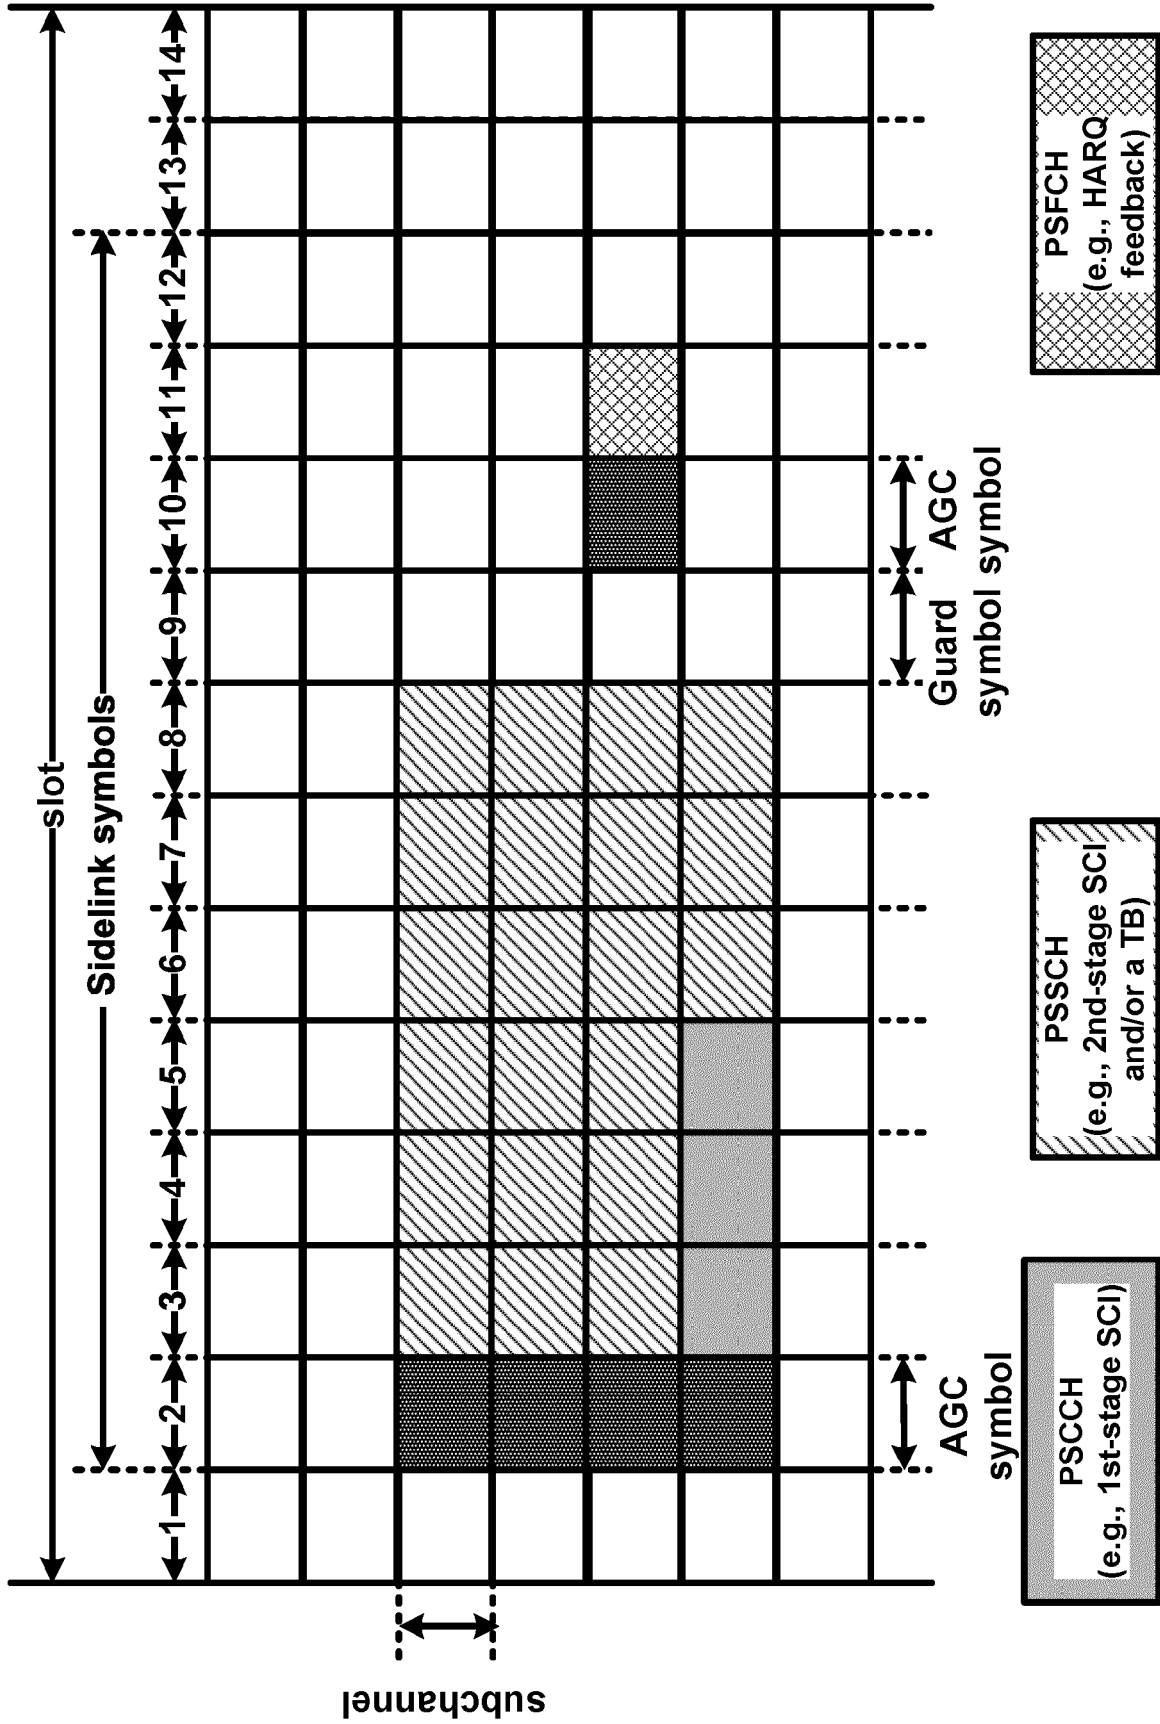 slot
Sidelink symbols
1 2 3 4 5 6 7 8 9 10 11 12 13 14
subchannel
AGC
symbol
Guard
symbol
AGC
symbol
PSCCH
(e.g., 1st-stage SCI)
PSSCH
(e.g., 2nd-stage SCI
and/or a TB)
PSFCH
(e.g., HARQ
feedback)